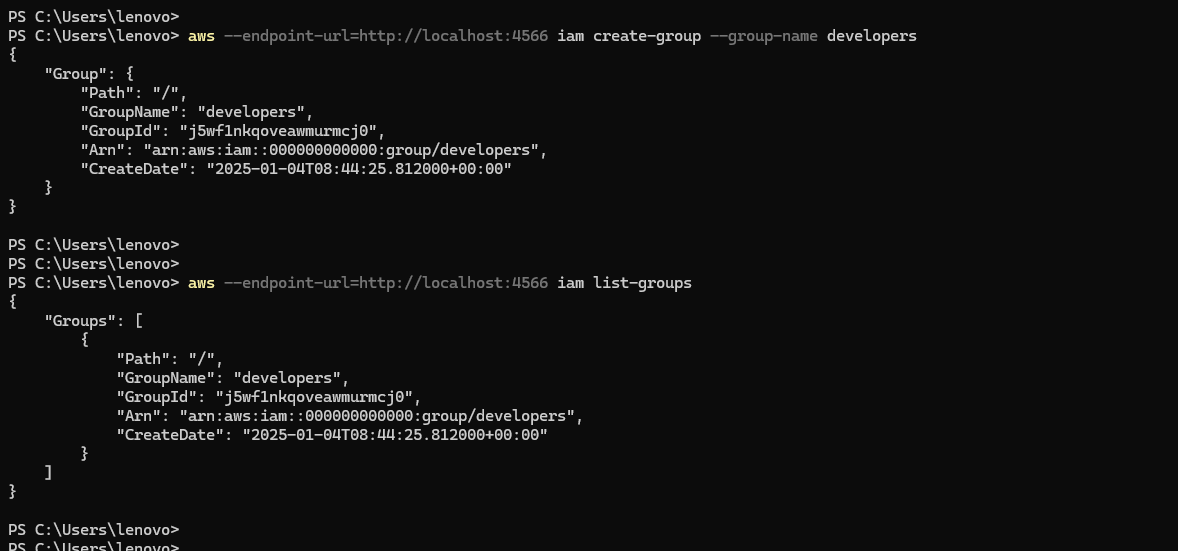 PS C:\Users\lenovo>
PS C:\Users\lenovo> aws --endpoint-url=http://localhost:4566 iam create-group --group-name developers
{
    "Group": {
        "Path": "/",
        "GroupName": "developers",
        "GroupId": "j5wf1nkqoveawmurmcj0",
        "Arn": "arn:aws:iam::000000000000:group/developers",
        "CreateDate": "2025-01-04T08:44:25.812000+00:00"
    }
}

PS C:\Users\lenovo>
PS C:\Users\lenovo>
PS C:\Users\lenovo> aws --endpoint-url=http://localhost:4566 iam list-groups
{
    "Groups": [
        {
            "Path": "/",
            "GroupName": "developers",
            "GroupId": "j5wf1nkqoveawmurmcj0",
            "Arn": "arn:aws:iam::000000000000:group/developers",
            "CreateDate": "2025-01-04T08:44:25.812000+00:00"
        }
    ]
}

PS C:\Users\lenovo>
PS C:\Users\lenovo>